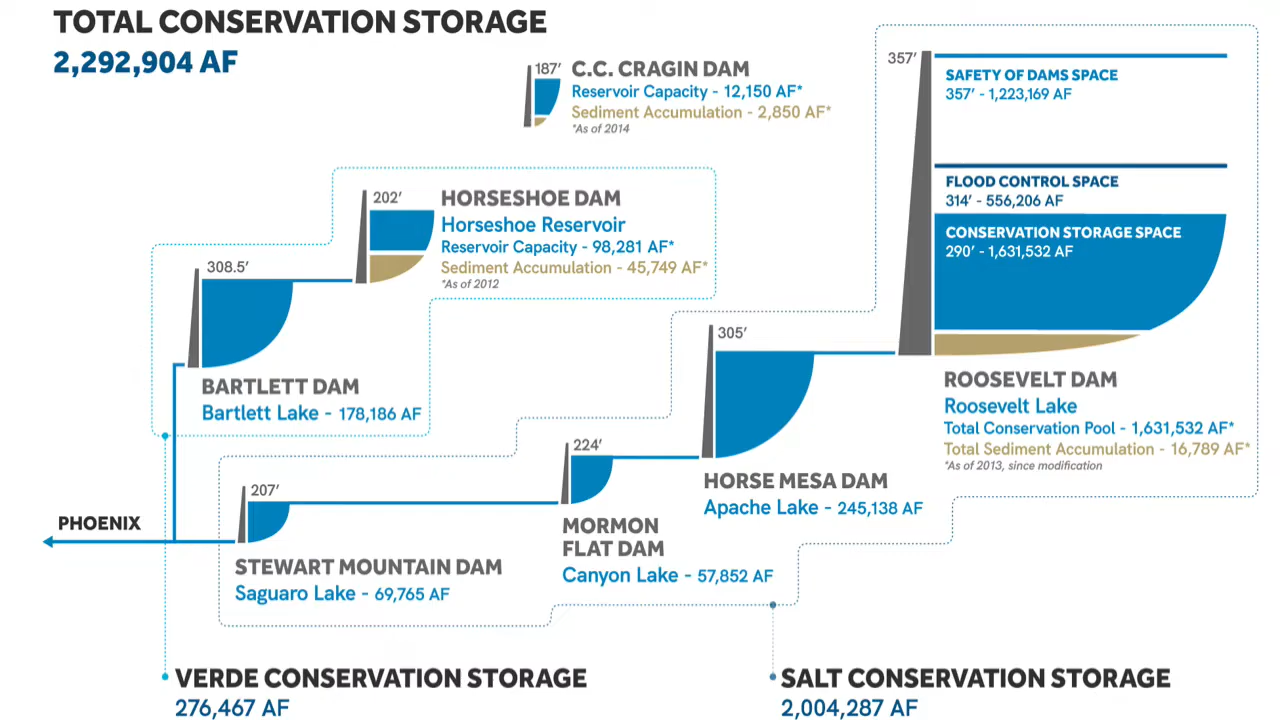 TOTAL CONSERVATION STORAGE
2,292,904 AF
187’
C.C. CRAGIN DAM
Reservoir Capacity - 12,150 AF*
Sediment Accumulation - 2,850 AF*
*As of 2014
357’
SAFETY OF DAMS SPACE
357’ - 1,223,169 AF
FLOOD CONTROL SPACE
314’ - 556,206 AF
CONSERVATION STORAGE SPACE
290’ - 1,631,532 AF
202’
HORSESHOE DAM
Horseshoe Reservoir
Reservoir Capacity - 98,281 AF*
Sediment Accumulation - 45,749 AF*
*As of 2012
308.5’
BARTLETT DAM
Bartlett Lake - 178,186 AF
305’
ROOSEVELT DAM
Roosevelt Lake
Total Conservation Pool - 1,631,532 AF*
Total Sediment Accumulation - 16,789 AF*
*As of 2013, since modification
HORSE MESA DAM
Apache Lake - 245,138 AF
224’
MORMON
FLAT DAM
Canyon Lake - 57,852 AF
207’
PHOENIX
STEWART MOUNTAIN DAM
Saguaro Lake - 69,765 AF
VERDE CONSERVATION STORAGE
276,467 AF
SALT CONSERVATION STORAGE
2,004,287 AF